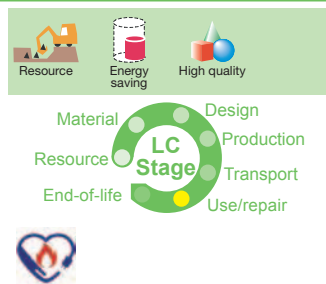 Resource
Energy
saving
High quality
Material
Design
LC
Stage
Production
Resource
Transport
End-of-life
Use/repair